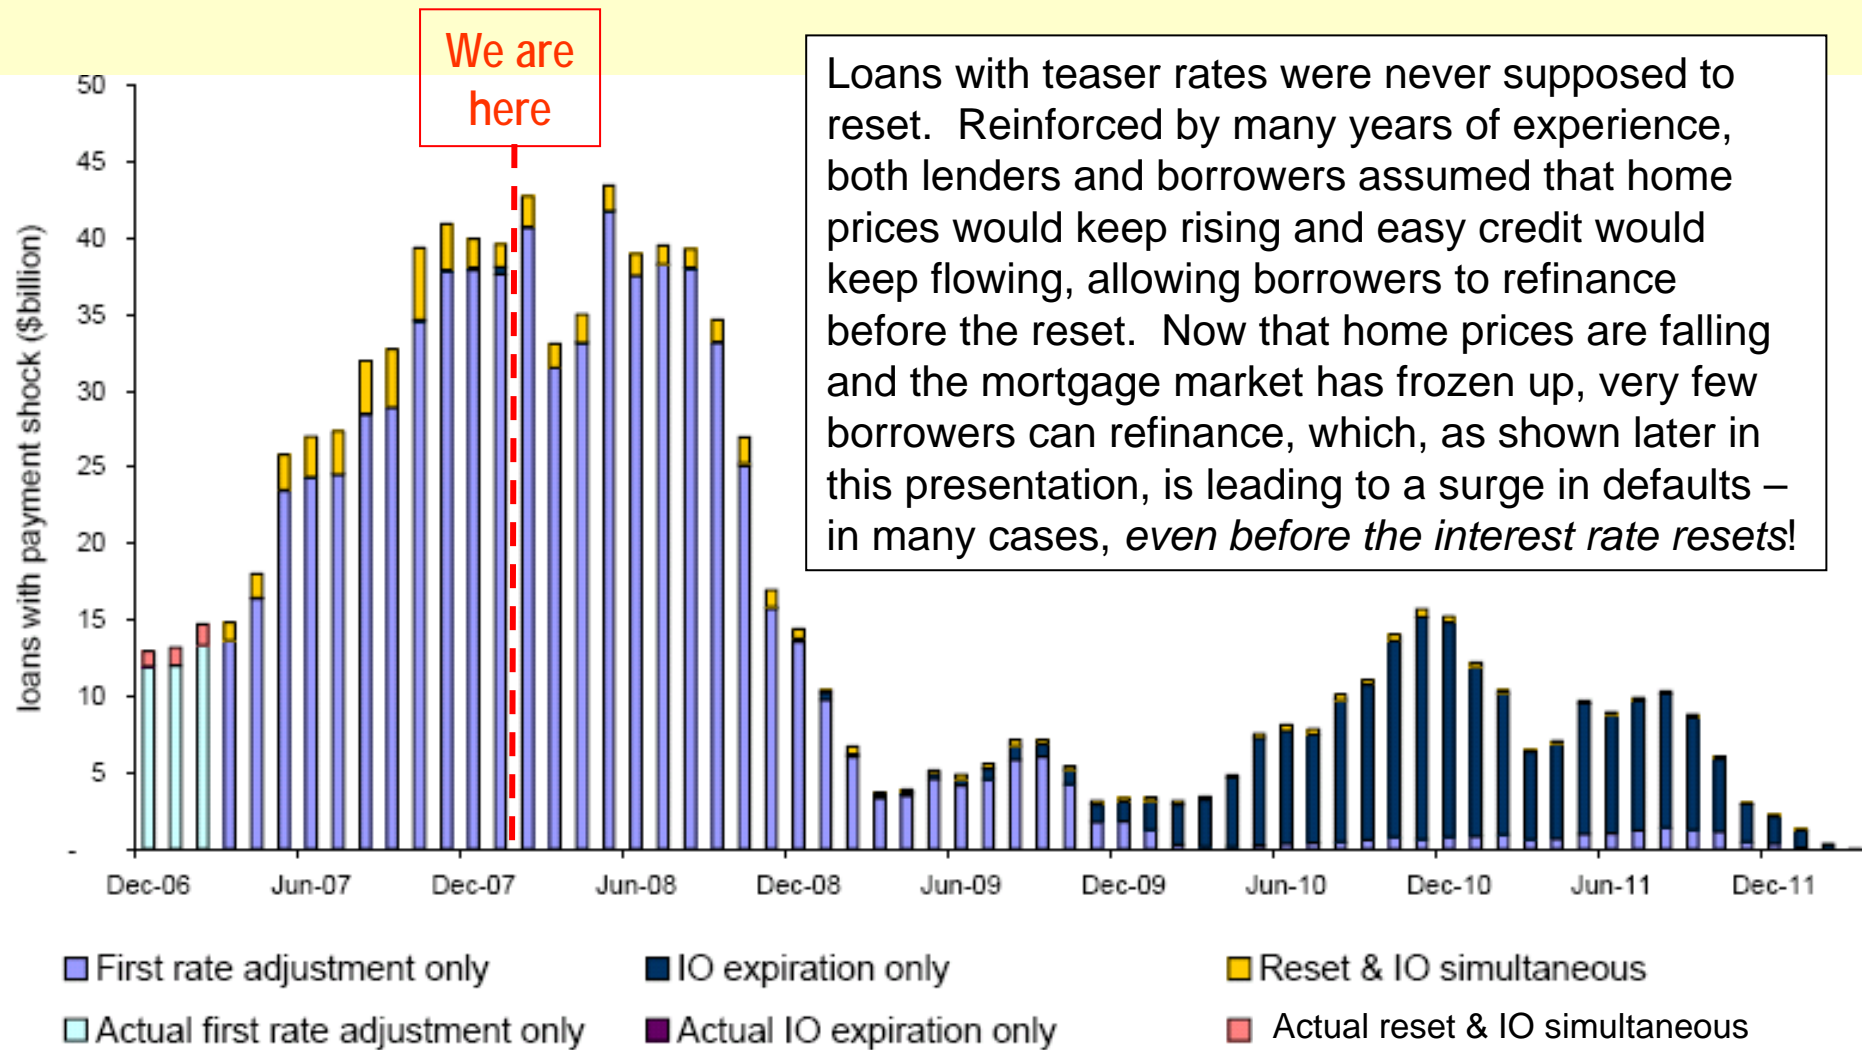 We are
here
Loans with teaser rates were never supposed to
reset.  Reinforced by many years of experience,
both lenders and borrowers assumed that home
prices would keep rising and easy credit would
keep flowing, allowing borrowers to refinance
before the reset.  Now that home prices are falling
and the mortgage market has frozen up, very few
borrowers can refinance, which, as shown later in
this presentation, is leading to a surge in defaults –
in many cases, even before the interest rate resets!
loans with payment shock ($billion)
50
45
40
35
30
25
20
15
10
5
-
Dec-06 Jun-07 Dec-07 Jun-08 Dec-08 Jun-09 Dec-09 Jun-10 Dec-10 Jun-11 Dec-11
First rate adjustment only IO expiration only Reset & IO simultaneous
Actual first rate adjustment only Actual IO expiration only Actual reset & IO simultaneous